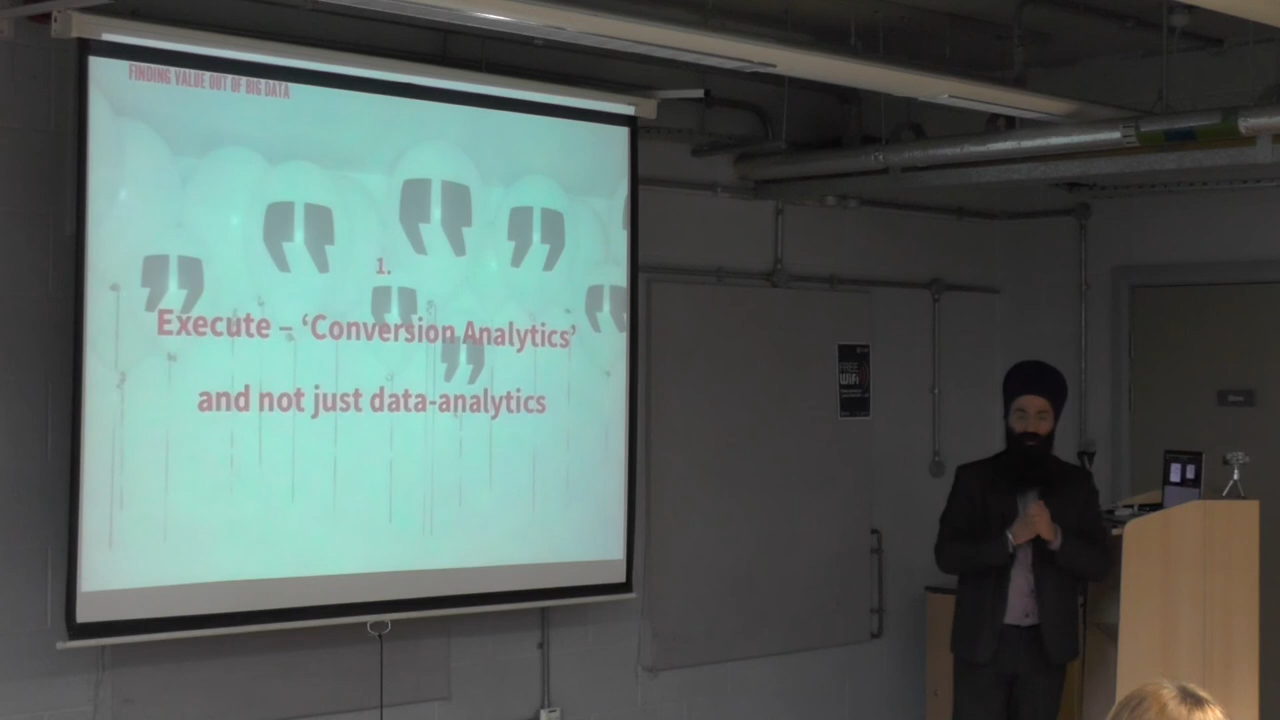 FINDING VALUE OUT OF BIG DATA
1.
Execute – ‘Conversion Analytics’
and not just data-analytics
FREE
WiFi